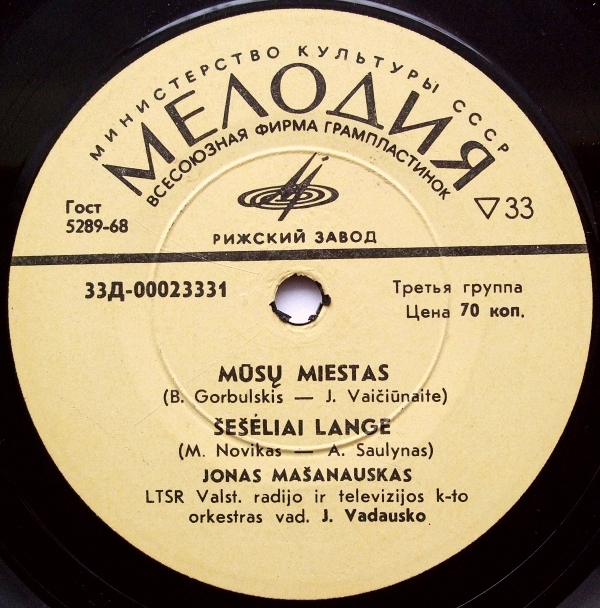 МИНИСТЕРСТВО КУЛЬТУРЫ СССР
МЕЛОДИЯ
ВСЕСОЮЗНАЯ ФИРМА ГРАМПЛАСТИНОК
Гост
5289-68
33
РИЖСКИЙ ЗАВОД
33Д-00023331
Третья группа
Цена 70 коп.
MŪSŲ MIESTAS
(B. Gorbulskis — J. Vaičiūnaite)
ŠEŠĖLIAI LANGE
(M. Novikas — A. Saulynas)
JONAS MAŠANAUSKAS
LTSR Valst. radijo ir televizijos k-to
orkestras vad. J. Vadausko